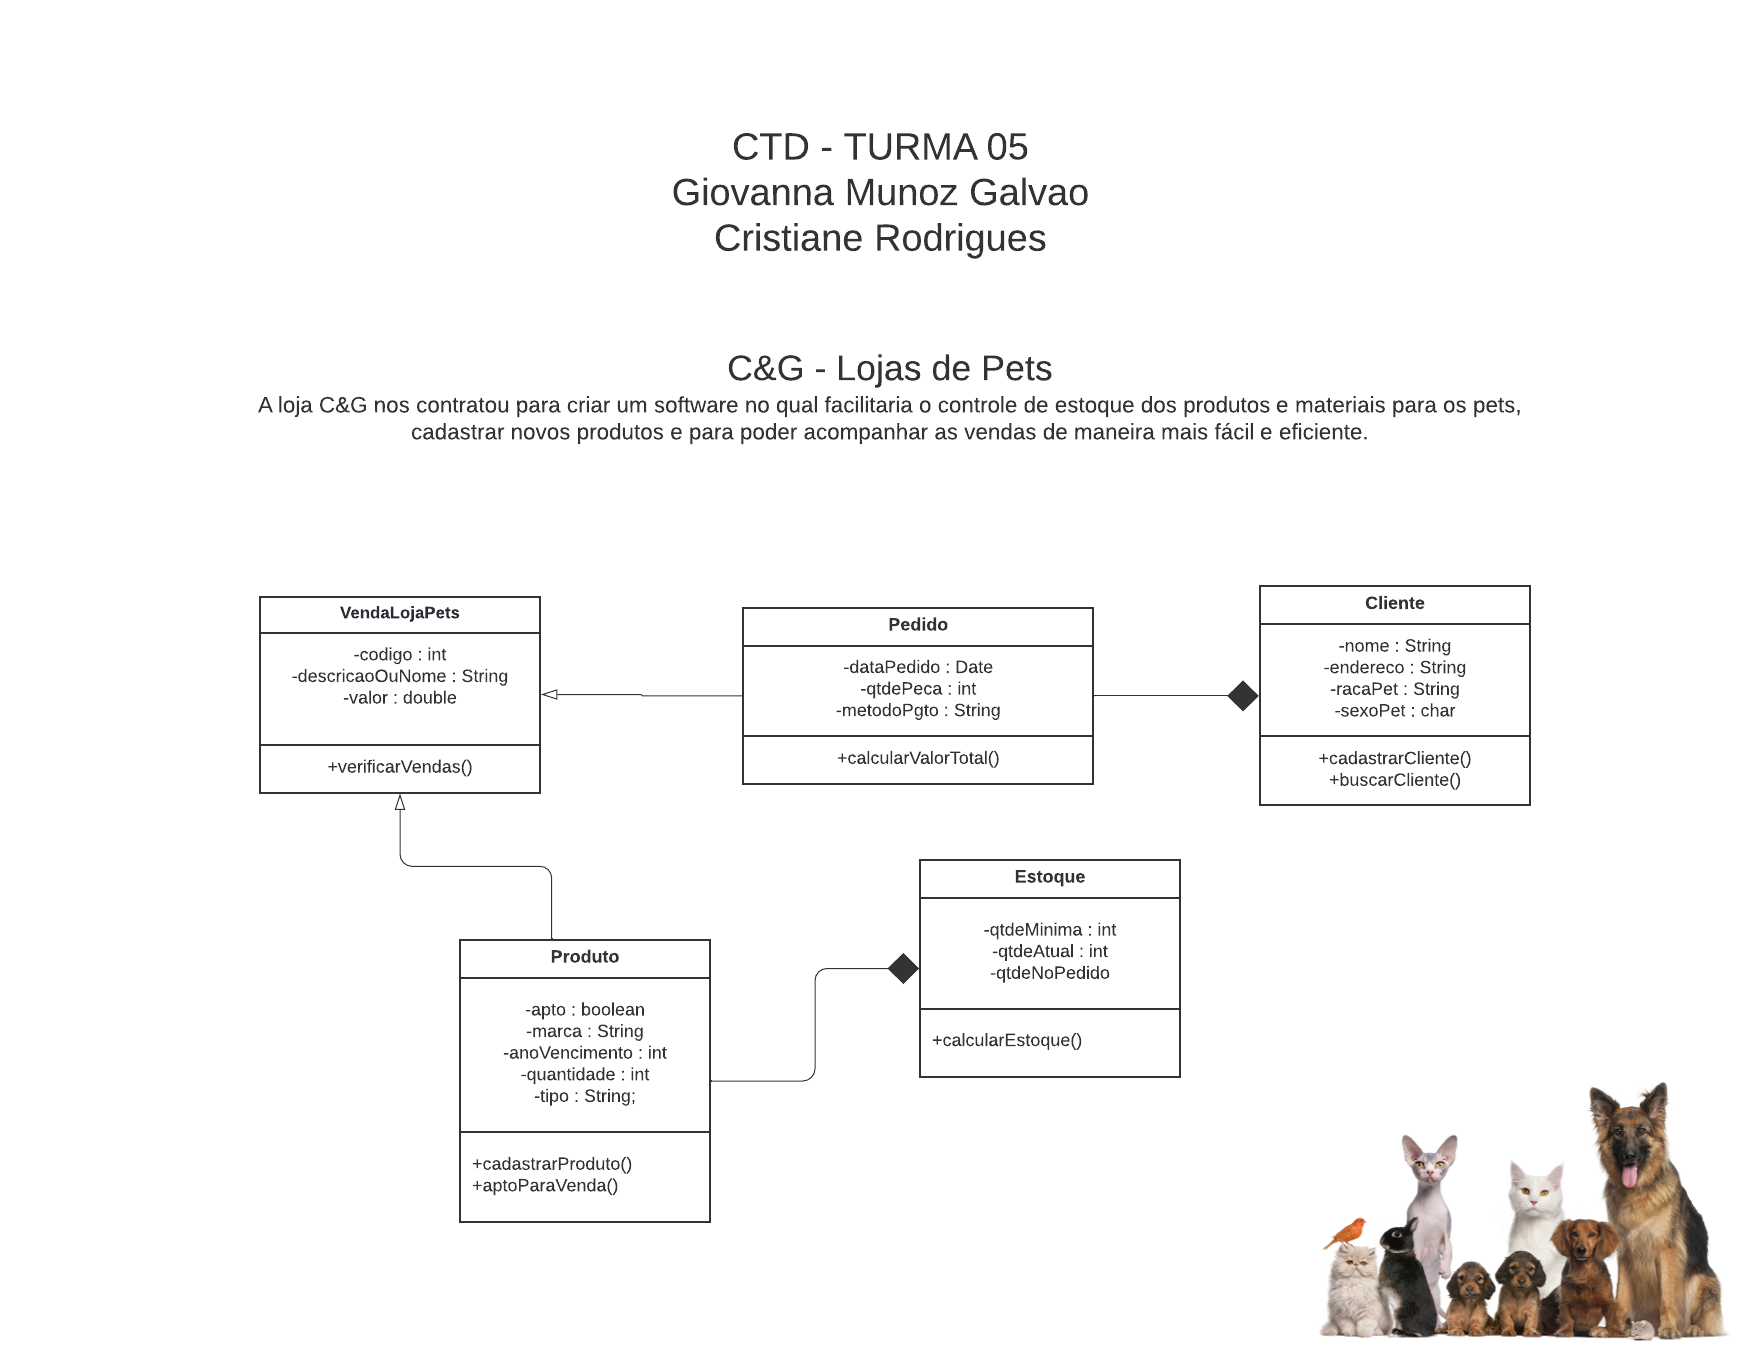 CTD - TURMA 05
Giovanna Munoz Galvao
Cristiane Rodrigues
C&G - Lojas de Pets
A loja C&G nos contratou para criar um software no qual facilitaria o controle de estoque dos produtos e materiais para os pets,
cadastrar novos produtos e para poder acompanhar as vendas de maneira mais fácil e eficiente.
VendaLojaPets
-codigo : int
-descricaoOuNome : String
-valor : double
+verificarVendas()
Pedido
-dataPedido : Date
-qtdePeca : int
-metodoPgto : String
+calcularValorTotal()
Cliente
-nome : String
-endereco : String
-racaPet : String
-sexoPet : char
+cadastrarCliente()
+buscarCliente()
Produto
-apto : boolean
-marca : String
-anoVencimento : int
-quantidade : int
-tipo : String;
+cadastrarProduto()
+aptoParaVenda()
Estoque
-qtdeMinima : int
-qtdeAtual : int
-qtdeNoPedido
+calcularEstoque()